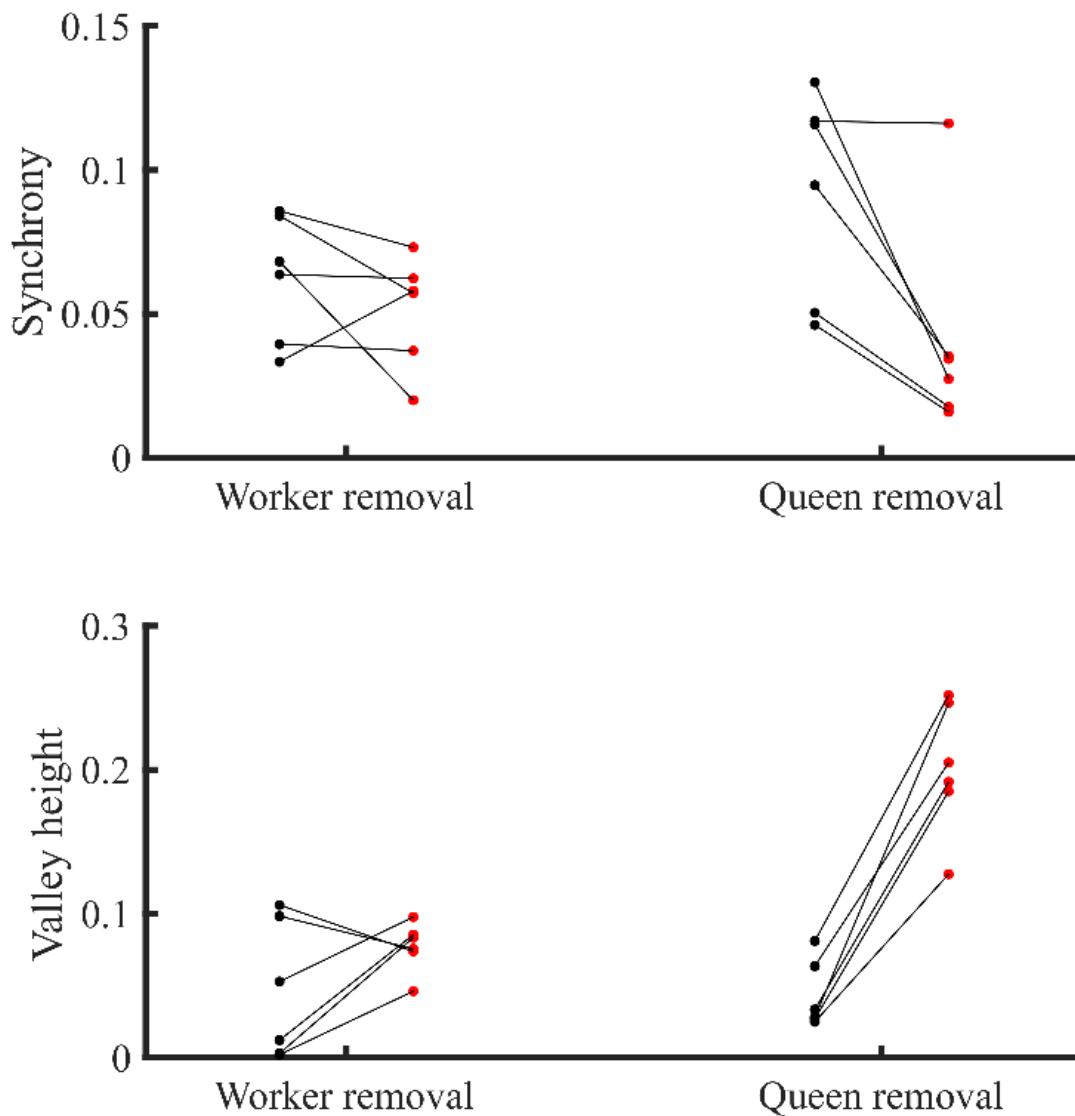 0.15
0.1
0.05
0
Synchrony
Worker removal
Queen removal
0.3
0.2
0.1
0
Valley height
Worker removal
Queen removal